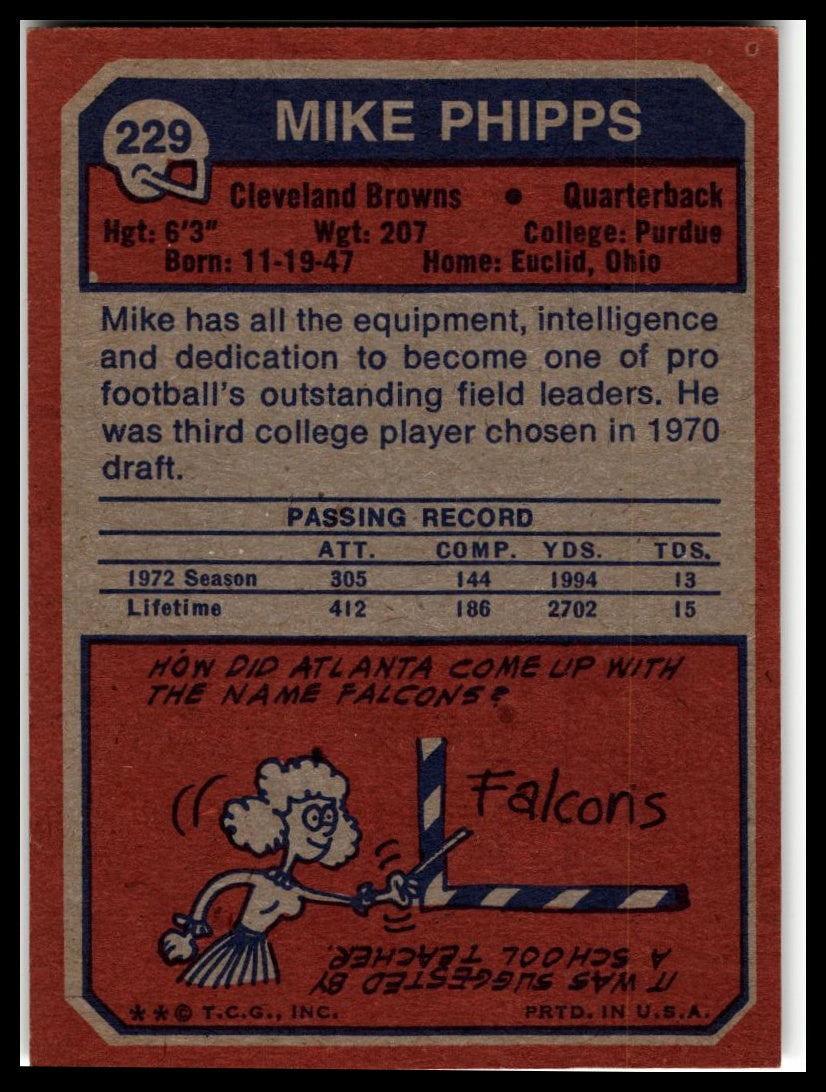 229
MIKE PHIPPS
Cleveland Browns • Quarterback
Hgt: 6'3" Wgt: 207 College: Purdue
Born: 11-19-47 Home: Euclid, Ohio
Mike has all the equipment, intelligence
and dedication to become one of pro
football's outstanding field leaders. He
was third college player chosen in 1970
draft.
PASSING RECORD
ATT. COMP. YDS. TDS.
1972 Season 305 144 1994 13
Lifetime 412 186 2702 15
HOW DID ATLANTA COME UP WITH
THE NAME FALCONS?
Falcons
IT WAS SUGGESTED BY
A SCHOOL TEACHER.
**© T.C.G., INC. PRTD. IN U.S.A.